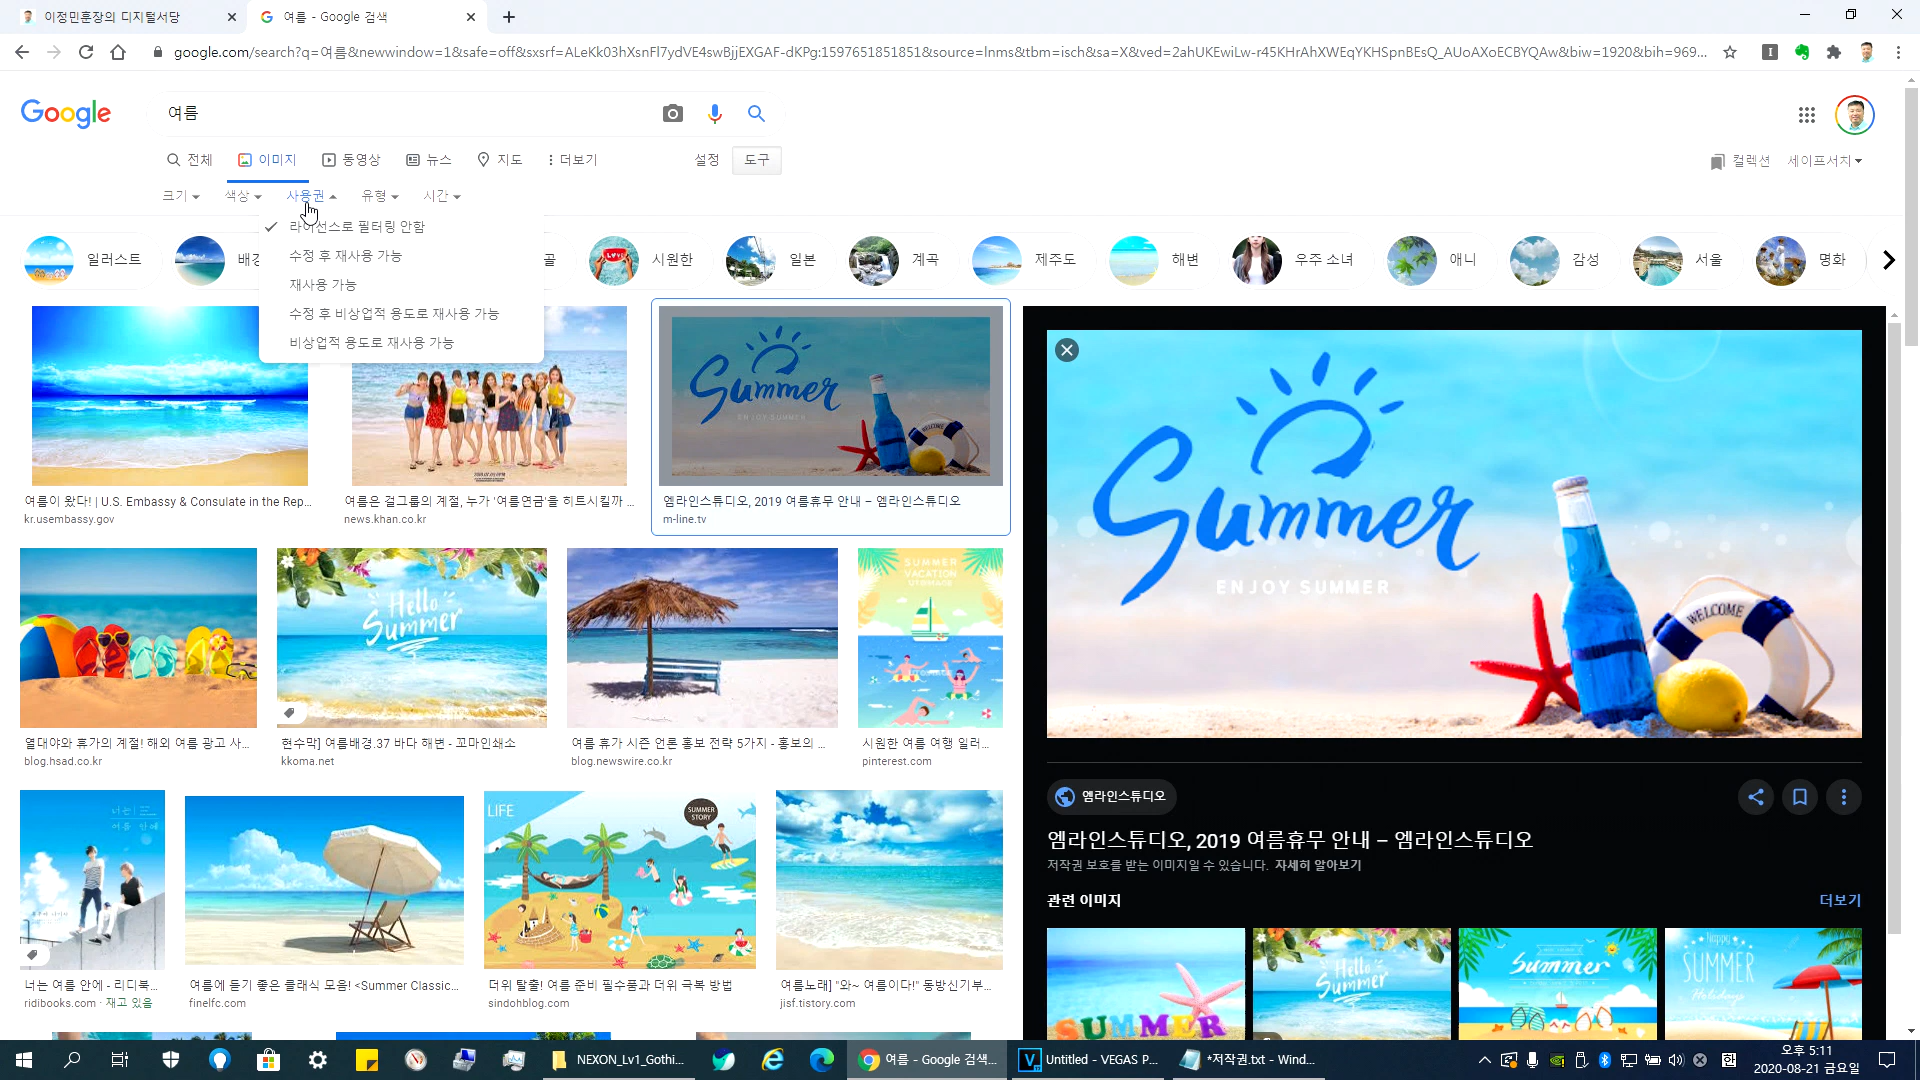 이정민훈장의 디지털서당
여름 - Google 검색
google.com/search?q=여름&newwindow=1&safe=off&sxsrf=ALeKk03hXsnFl7ydVE4swBjjEXGAF-dKPg:1597651851851&source=lnms&tbm=isch&sa=X&ved=2ahUKEwiLw-r45KHrAhXWEqYKHSpnBEsQ_AUoAXoECBYQAw&biw=1920&bih=969...
Google
여름
전체
이미지
동영상
뉴스
지도
더보기
설정
도구
컬렉션
세이프서치
크기
색상
사용권
유형
시간
라이선스로 필터링 안함
수정 후 재사용 가능
재사용 가능
수정 후 비상업적 용도로 재사용 가능
비상업적 용도로 재사용 가능
일러스트
배경
골
시원한
일본
계곡
제주도
해변
우주 소녀
애니
감성
서울
명화
여름이 왔다! | U.S. Embassy & Consulate in the Rep...
kr.usembassy.gov
여름은 걸그룹의 계절, 누가 '여름연금'을 히트시킬까 ...
news.khan.co.kr
Summer
ENJOY SUMMER
WELCOME
엠라인스튜디오, 2019 여름휴무 안내 – 엠라인스튜디오
m-line.tv
Summer
ENJOY SUMMER
WELCOME
열대야와 휴가의 계절! 해외 여름 광고 사...
blog.hsad.co.kr
Hello
Summer
현수막] 여름배경.37 바다 해변 - 꼬마인쇄소
kkoma.net
여름 휴가 시즌 언론 홍보 전략 5가지 - 홍보의 ...
blog.newswire.co.kr
SUMMER
VACATION
시원한 여름 여행 일러...
pinterest.com
너는
여름 안에
너는 여름 안에 - 리디북...
ridibooks.com · 재고 있음
여름에 듣기 좋은 클래식 모음! <Summer Classic...
finelfc.com
LIFE
SUMMER
STORY
더위 탈출! 여름 준비 필수품과 더위 극복 방법
sindohblog.com
여름노래] "와~ 여름이다!" 동방신기부...
jisf.tistory.com
엠라인스튜디오
엠라인스튜디오, 2019 여름휴무 안내 – 엠라인스튜디오
저작권 보호를 받는 이미지일 수 있습니다. 자세히 알아보기
관련 이미지
더보기
SUMMER
Hello
Summer
Summer
Happy
SUMMER
Holidays
NEXON_Lv1_Gothi...
여름 - Google 검색...
Untitled - VEGAS P...
*저작권.txt - Wind...
한
오후 5:11
2020-08-21 금요일